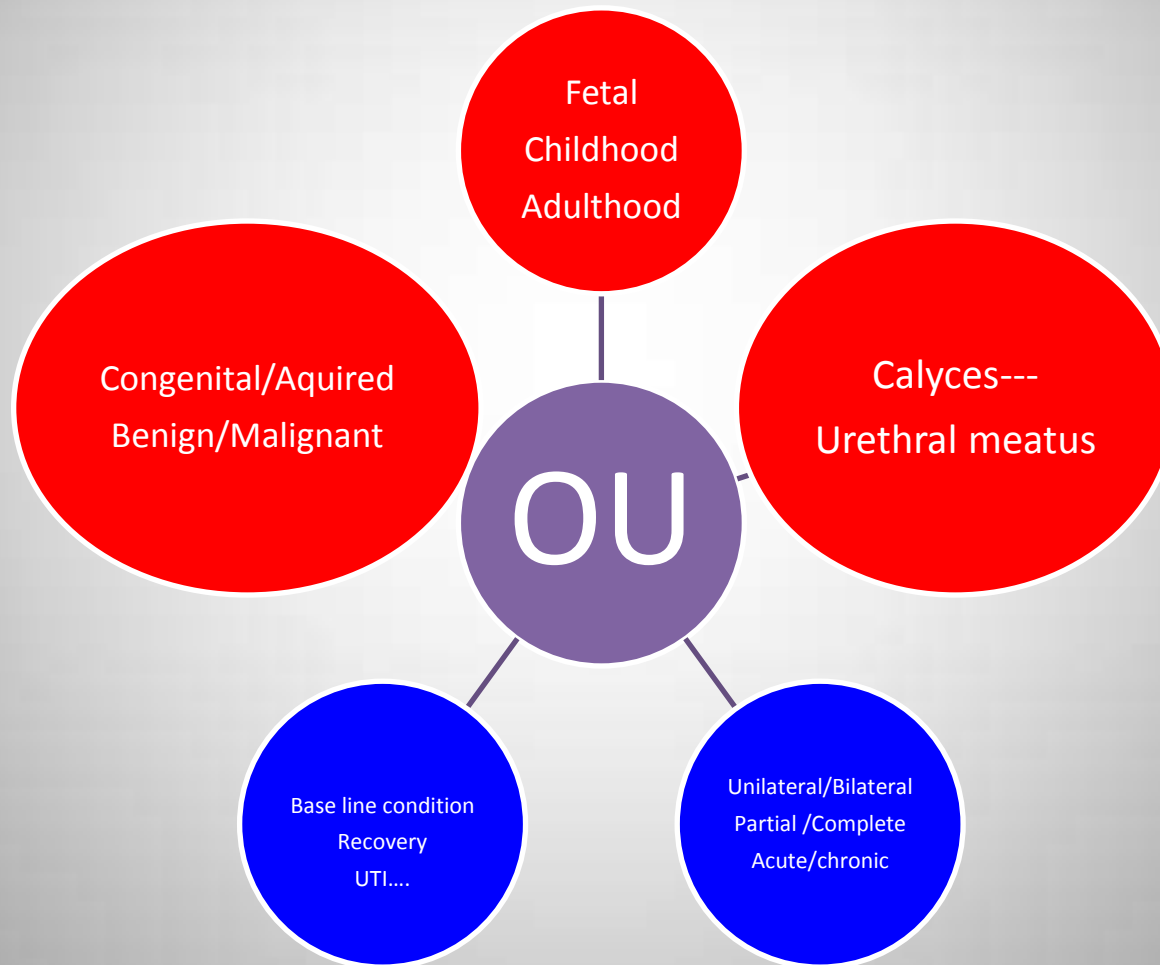 Fetal
Childhood
Adulthood
Congenital/Aquired
Benign/Malignant
Calyces---
Urethral meatus
OU
Base line condition
Recovery
UTI....
Unilateral/Bilateral
Partial /Complete
Acute/chronic